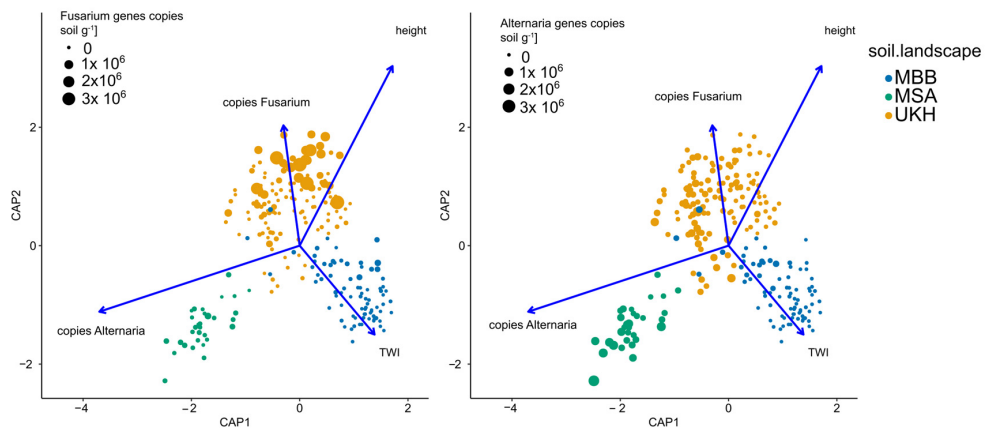 Fusarium genes copies
soil g⁻¹]
0
1x 10⁶
2x10⁶
3x 10⁶
height
copies Fusarium
copies Alternaria
TWI
CAP2
2
0
−2
−4
−2
0
2
CAP1
Alternaria genes copies
soil g⁻¹]
0
1x 10⁶
2x10⁶
3x 10⁶
height
copies Fusarium
copies Alternaria
TWI
CAP2
2
0
−2
−4
−2
0
2
CAP1
soil.landscape
MBB
MSA
UKH